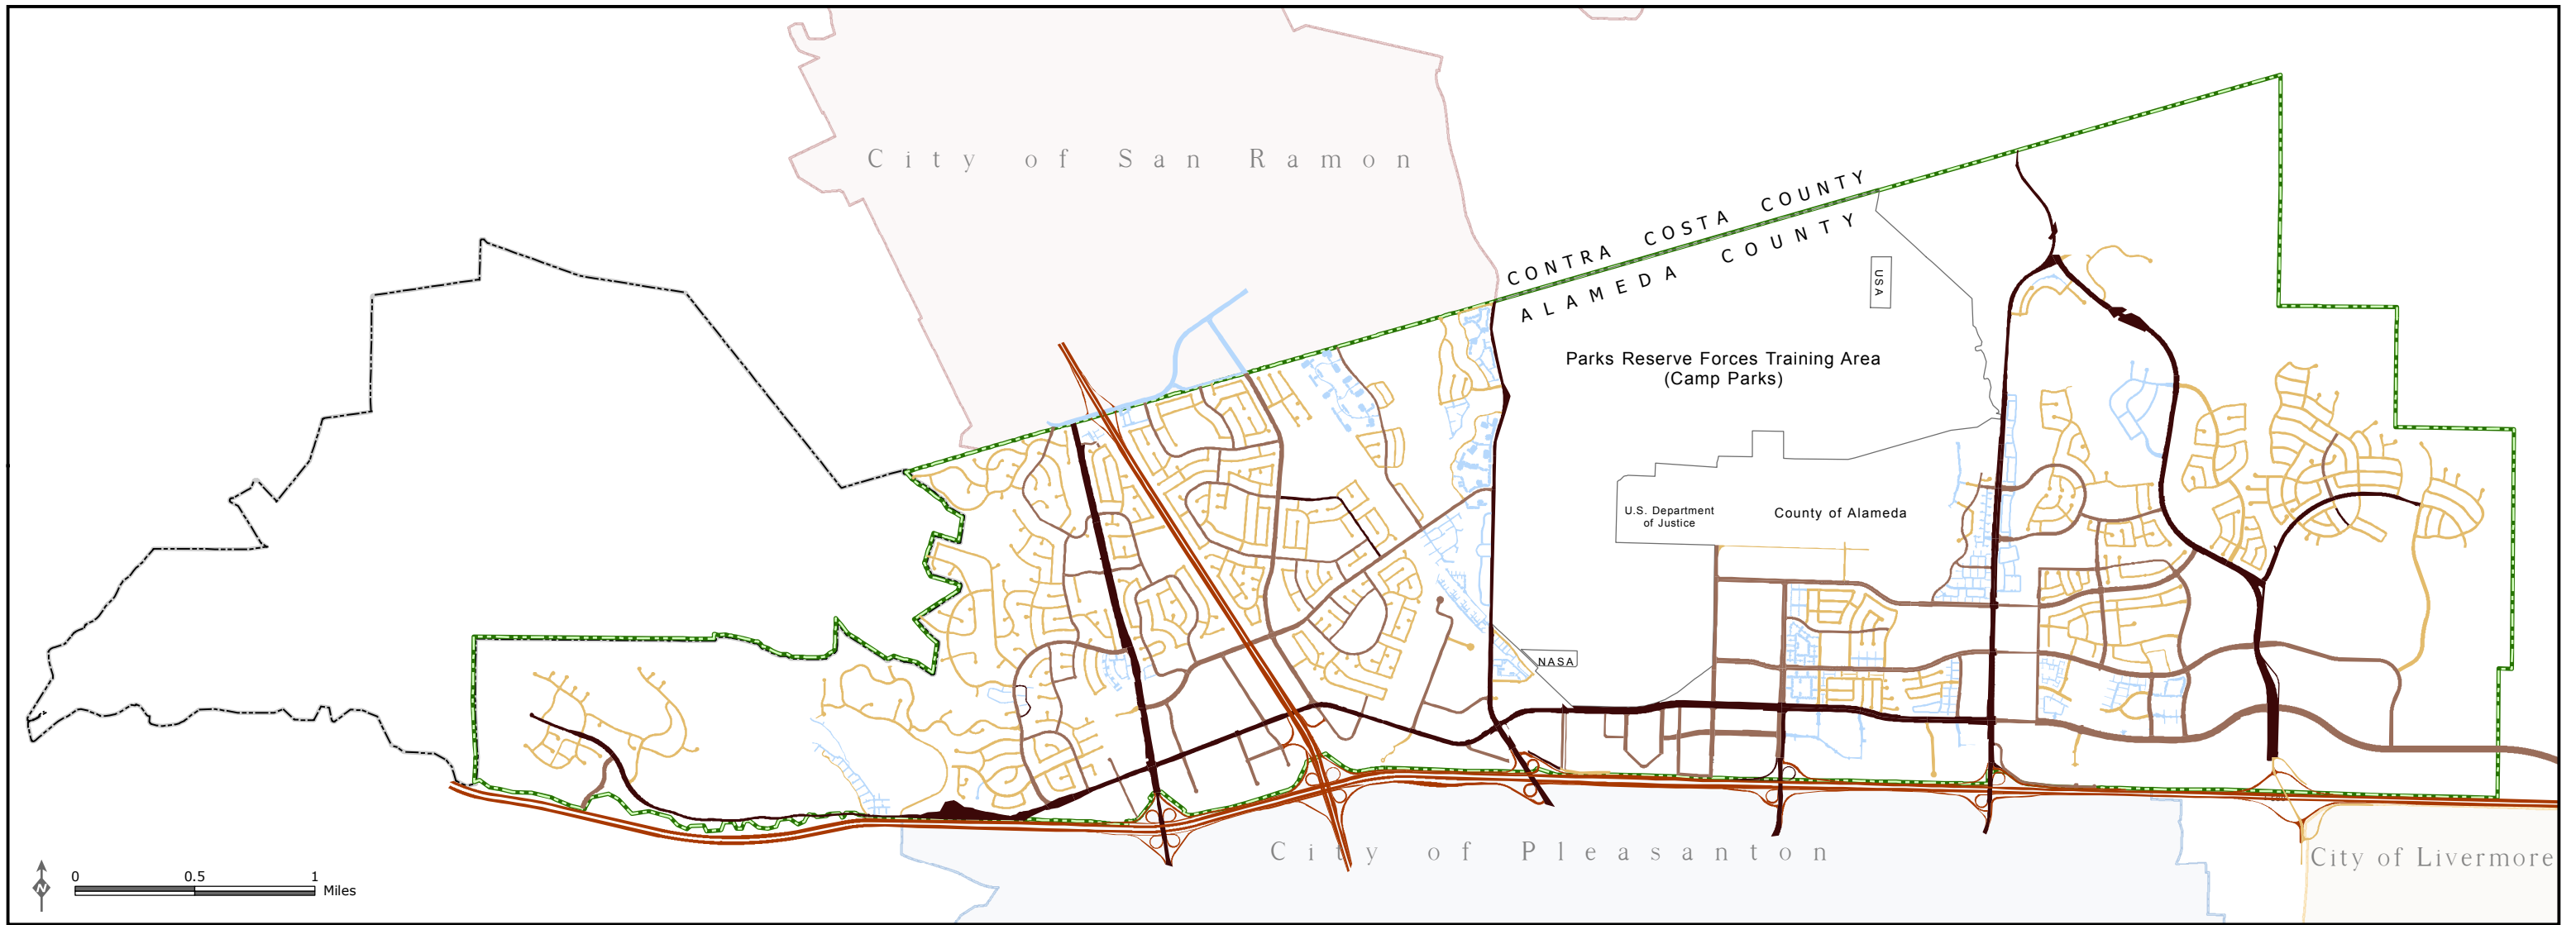 City of San Ramon
CONTRA COSTA COUNTY
ALAMEDA COUNTY
USA
Parks Reserve Forces Training Area
(Camp Parks)
U.S. Department
of Justice
County of Alameda
NASA
City of Pleasanton
City of Livermore
N
0 0.5 1
Miles